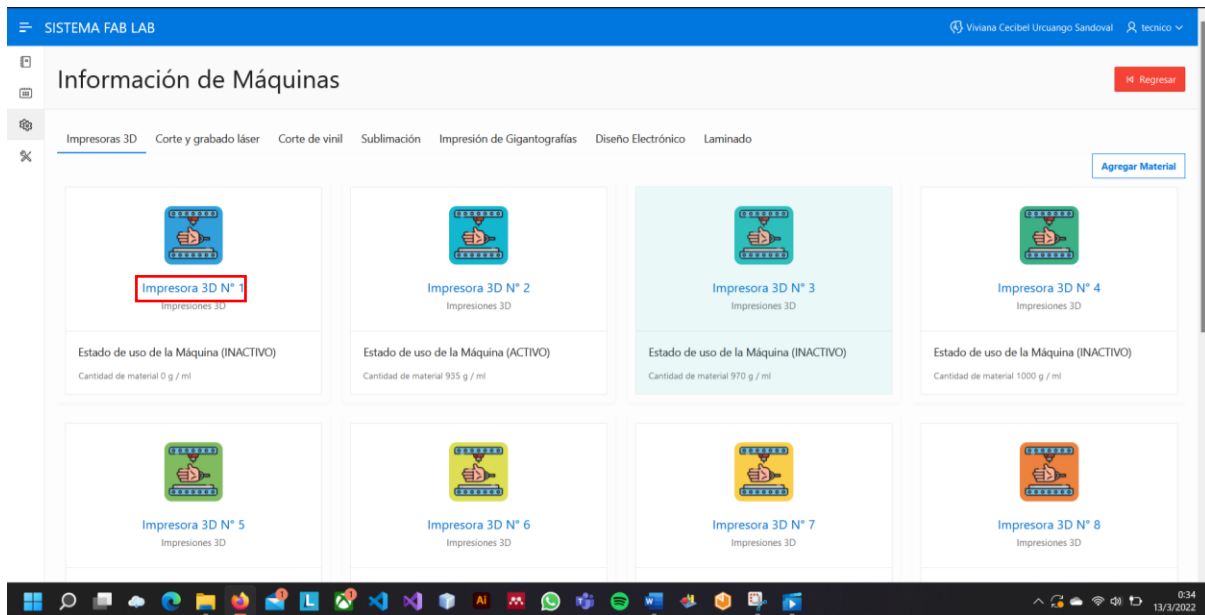 SISTEMA FAB LAB
Viviana Cecibel Urcuango Sandoval tecnico
Información de Máquinas
Regresar
Impresoras 3D Corte y grabado láser Corte de vinil Sublimación Impresión de Gigantografías Diseño Electrónico Laminado
Agregar Material
Impresora 3D N° 1
Impresiones 3D
Estado de uso de la Máquina (INACTIVO)
Cantidad de material 0 g / ml
Impresora 3D N° 2
Impresiones 3D
Estado de uso de la Máquina (ACTIVO)
Cantidad de material 935 g / ml
Impresora 3D N° 3
Impresiones 3D
Estado de uso de la Máquina (INACTIVO)
Cantidad de material 970 g / ml
Impresora 3D N° 4
Impresiones 3D
Estado de uso de la Máquina (INACTIVO)
Cantidad de material 1000 g / ml
Impresora 3D N° 5
Impresiones 3D
Impresora 3D N° 6
Impresiones 3D
Impresora 3D N° 7
Impresiones 3D
Impresora 3D N° 8
Impresiones 3D
0:34
13/3/2022